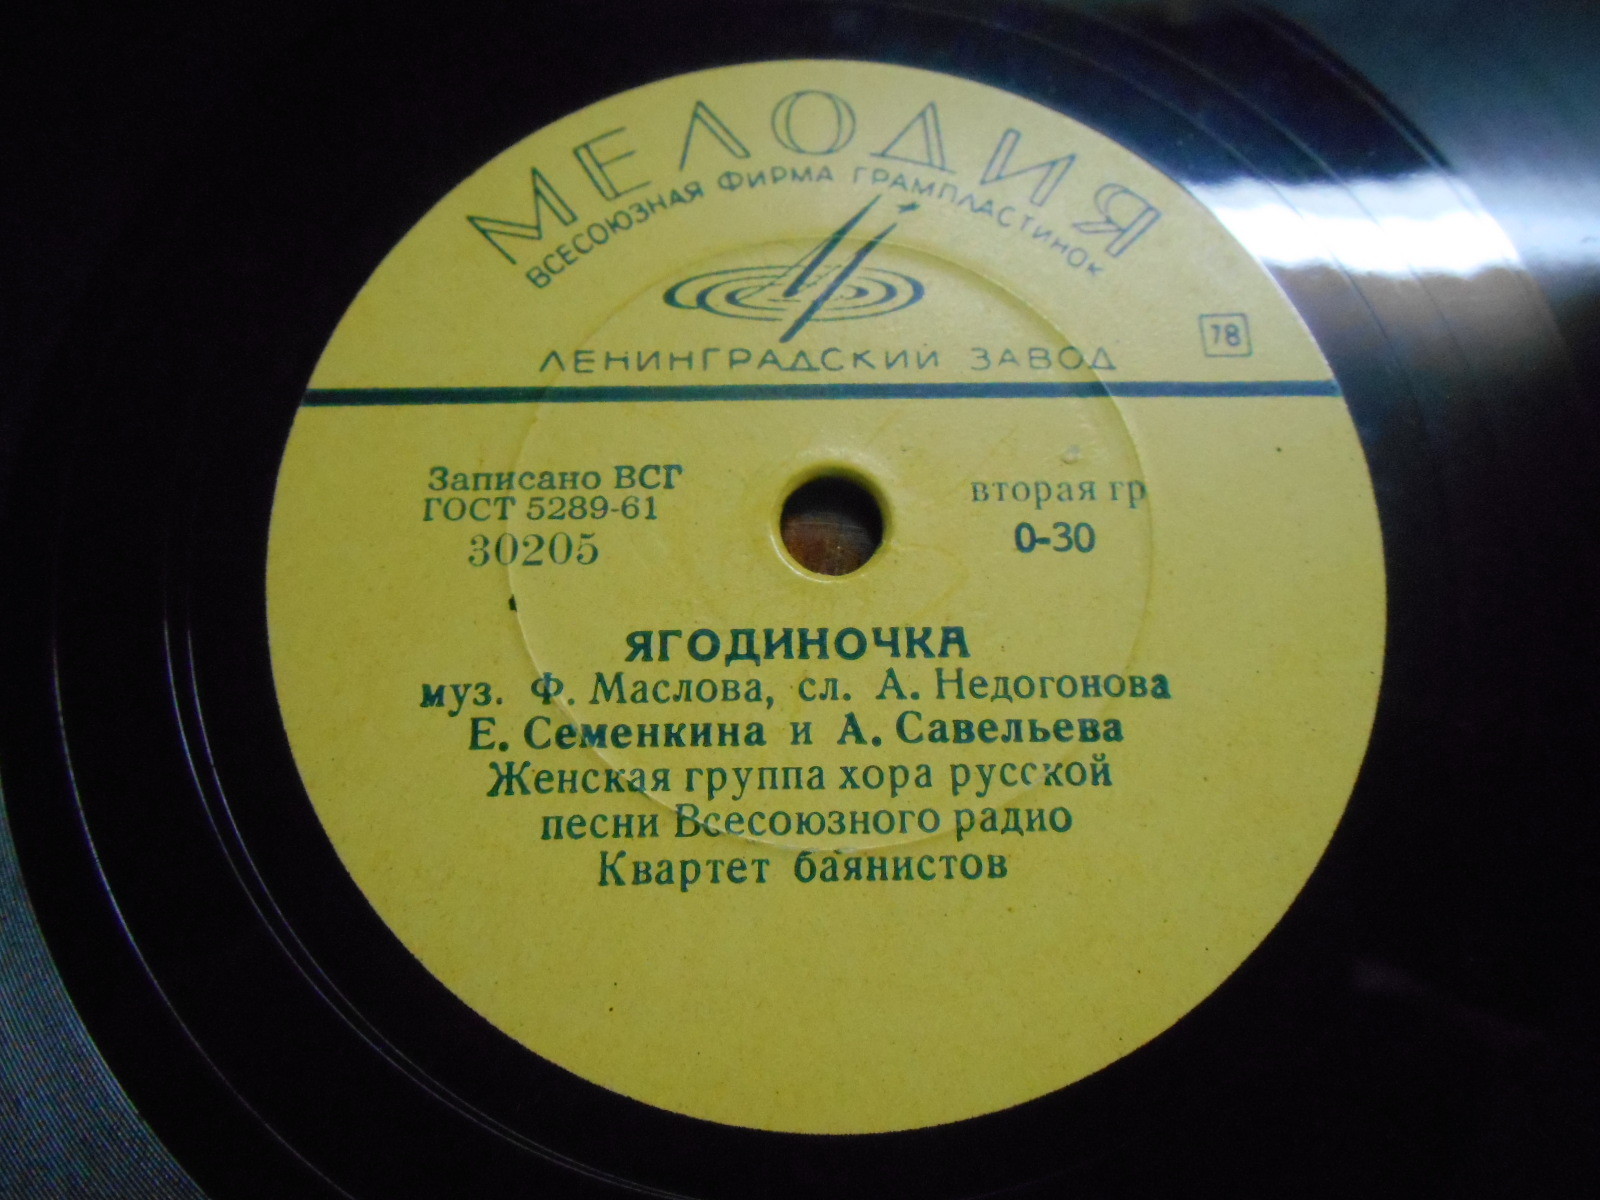 МЕЛОДИЯ
ВСЕСОЮЗНАЯ ФИРМА ГРАМПЛАСТИНОК
ЛЕНИНГРАДСКИЙ ЗАВОД
78
Записано ВСГ
ГОСТ 5289-61
30205
вторая гр
0-30
ЯГОДИНОЧКА
муз. Ф. Маслова, сл. А. Недогонова
Е. Семенкина и А. Савельева
Женская группа хора русской
песни Всесоюзного радио
Квартет баянистов